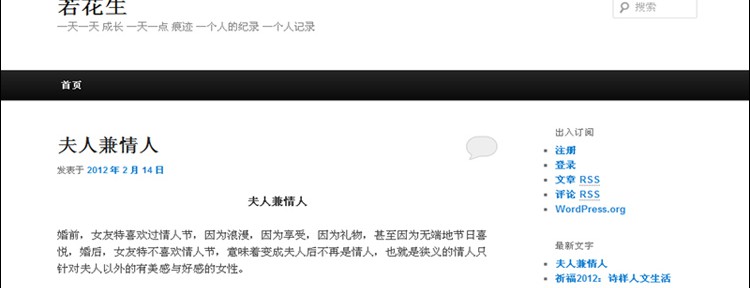 若花生
一天一天 成长 一天一点 痕迹 一个人的纪录 一个人记录
搜索
首页
夫人兼情人
发表于 2012 年 2 月 14 日
夫人兼情人
婚前，女友特喜欢过情人节，因为浪漫，因为享受，因为礼物，甚至因为无端地节日喜
悦，婚后，女友特不喜欢情人节，意味着变成夫人后不再是情人，也就是狭义的情人只
针对夫人以外的有美感与好感的女性。
出入订阅
注册
登录
文章 RSS
评论 RSS
WordPress.org
最新文字
夫人兼情人
祈福2012：诗样人文生活